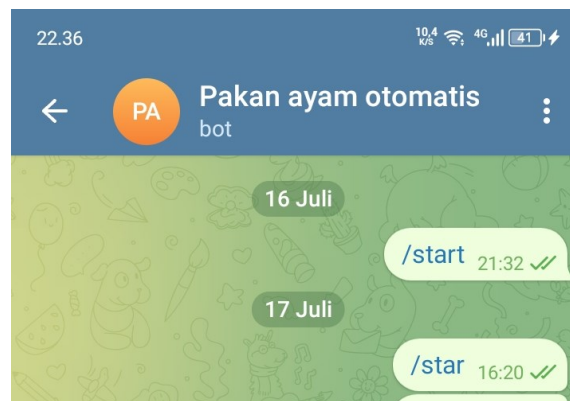 22.36 10,4 K/S 4G 41
PA Pakan ayam otomatis
bot
16 Juli
/start 21:32
17 Juli
/star 16:20